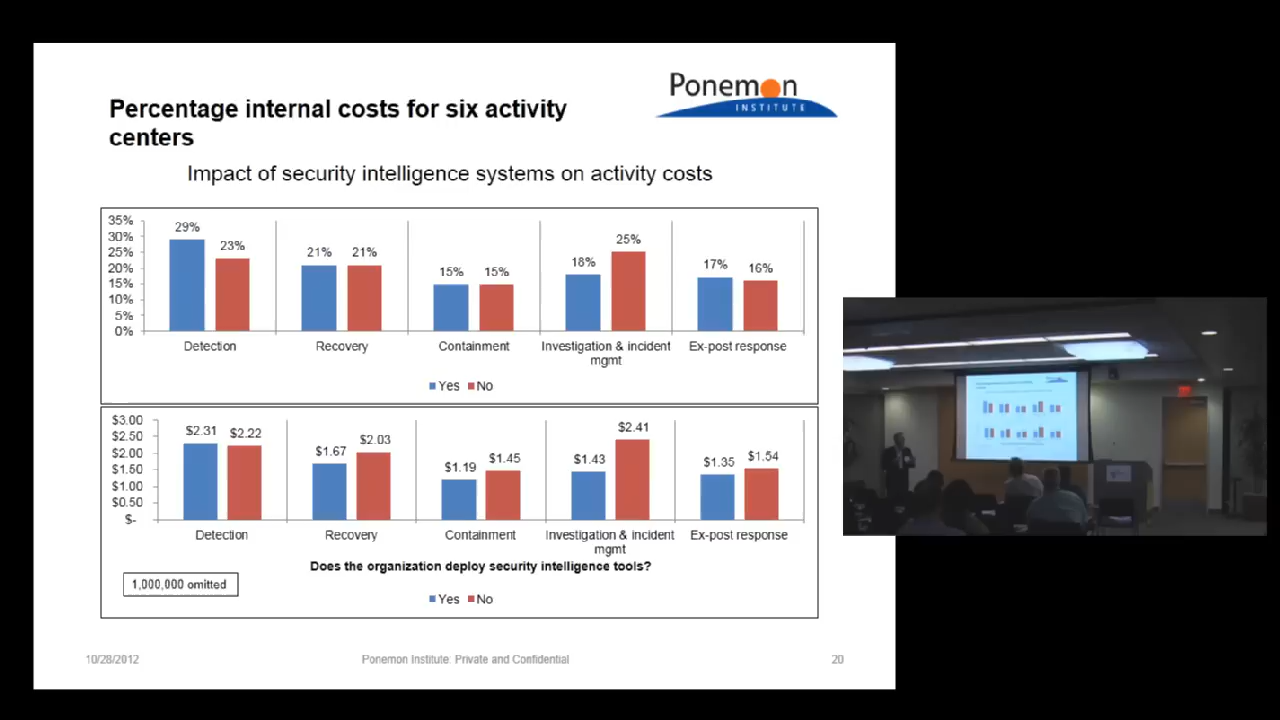 Percentage internal costs for six activity
centers
Ponemon
INSTITUTE
Impact of security intelligence systems on activity costs
35%
30%
25%
20%
15%
10%
5%
0%
29%
23%
21%
21%
15%
15%
18%
25%
17%
16%
Detection
Recovery
Containment
Investigation & incident
mgmt
Ex-post response
Yes No
$3.00
$2.50
$2.00
$1.50
$1.00
$0.50
$-
$2.31
$2.22
$1.67
$2.03
$1.19
$1.45
$1.43
$2.41
$1.35
$1.54
Detection
Recovery
Containment
Investigation & incident
mgmt
Ex-post response
Does the organization deploy security intelligence tools?
1,000,000 omitted
Yes No
10/28/2012
Ponemon Institute: Private and Confidential
20